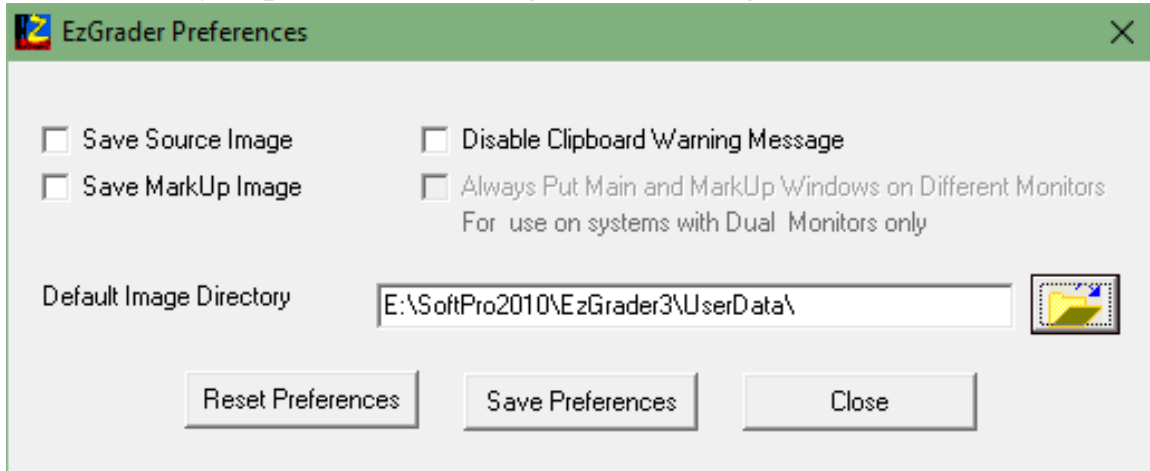 EzGrader Preferences
Save Source Image
Disable Clipboard Warning Message
Save MarkUp Image
Always Put Main and MarkUp Windows on Different Monitors
For use on systems with Dual Monitors only
Default Image Directory
E:\SoftPro2010\EzGrader3\UserData\
Reset Preferences
Save Preferences
Close